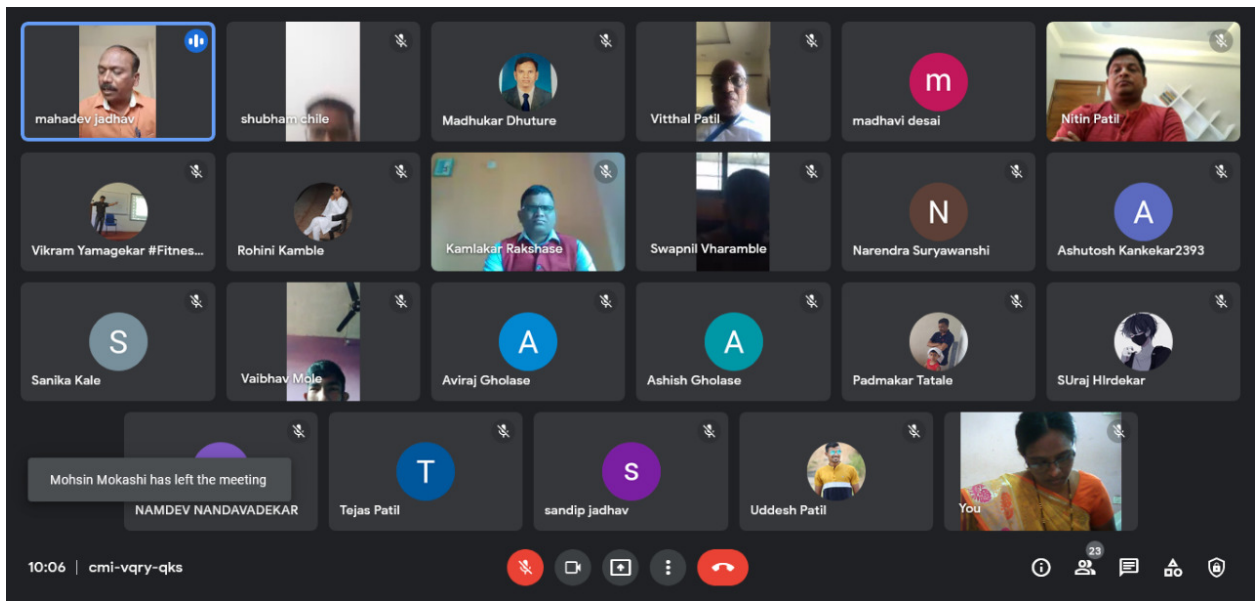 mahadev jadhav
shubham chile
Madhukar Dhuture
Vitthal Patil
m
madhavi desai
Nitin Patil
Vikram Yamagekar #Fitnes...
Rohini Kamble
Kamlakar Rakshase
Swapnil Vharamble
N
Narendra Suryawanshi
A
Ashutosh Kankekar2393
S
Sanika Kale
Vaibhav Mole
A
Aviraj Gholase
A
Ashish Gholase
Padmakar Tatale
SUraj HIrdekar
Mohsin Mokashi has left the meeting
NAMDEV NANDAVADEKAR
T
Tejas Patil
s
sandip jadhav
Uddesh Patil
You
10:06 | cmi-vqry-qks
23